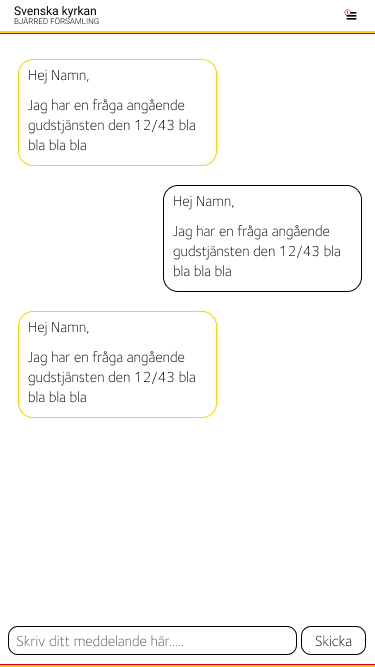 Svenska kyrkan
BJÄRRED FÖRSAMLING
Hej Namn,
Jag har en fråga angående
gudstjänsten den 12/43 bla
bla bla bla
Hej Namn,
Jag har en fråga angående
gudstjänsten den 12/43 bla
bla bla bla
Hej Namn,
Jag har en fråga angående
gudstjänsten den 12/43 bla
bla bla bla
Skriv ditt meddelande här.....
Skicka